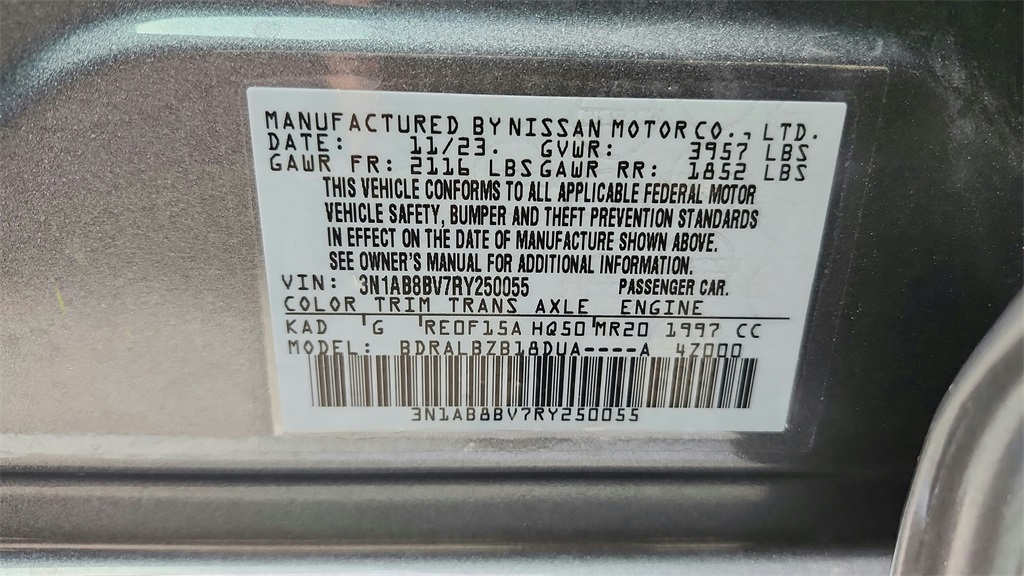 MANUFACTURED BY NISSAN MOTOR CO., LTD.
DATE: 11/23. GVWR: 3957 LBS
GAWR FR: 2116 LBS GAWR RR: 1852 LBS
THIS VEHICLE CONFORMS TO ALL APPLICABLE FEDERAL MOTOR
VEHICLE SAFETY, BUMPER AND THEFT PREVENTION STANDARDS
IN EFFECT ON THE DATE OF MANUFACTURE SHOWN ABOVE.
SEE OWNER'S MANUAL FOR ADDITIONAL INFORMATION.
VIN: 3N1AB8BV7RY250055 PASSENGER CAR.
COLOR TRIM TRANS AXLE ENGINE
KAD G RE0F15A HQ50 MR20 1997 CC
MODEL: BDRALBZB18DUA----A 4Z000
3N1AB8BV7RY250055